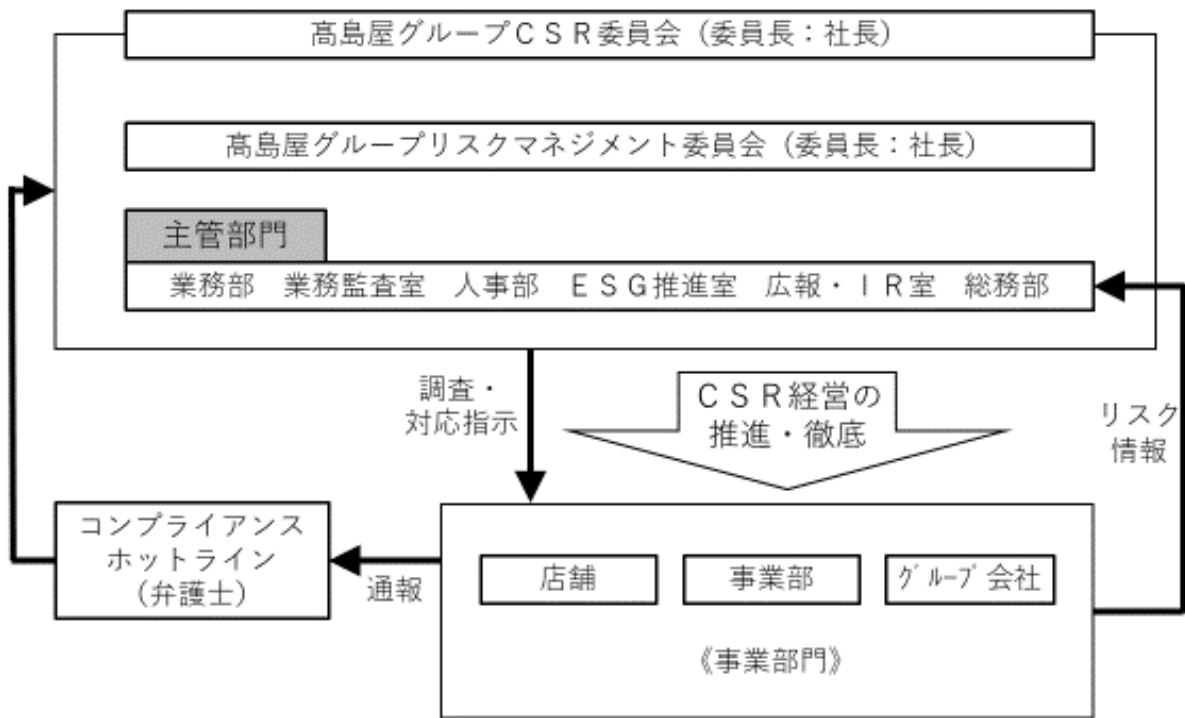 髙島屋グループＣＳＲ委員会（委員長：社長）
髙島屋グループリスクマネジメント委員会（委員長：社長）
主管部門
業務部　業務監査室　人事部　ＥＳＧ推進室　広報・ＩＲ室　総務部
調査・
対応指示
ＣＳＲ経営の
推進・徹底
リスク
情報
コンプライアンス
ホットライン
（弁護士）
通報
店舗
事業部
ｸﾞﾙｰﾌﾟ会社
《事業部門》